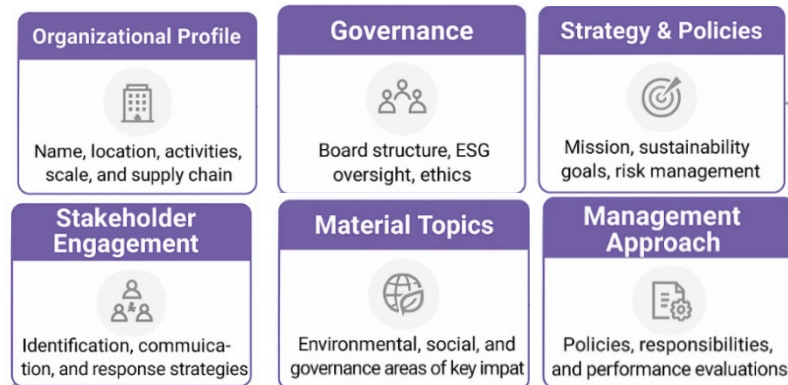 Organizational Profile
Name, location, activities,
scale, and supply chain
Governance
Board structure, ESG
oversight, ethics
Strategy & Policies
Mission, sustainability
goals, risk management
Stakeholder
Engagement
Identification, commuica-
tion, and response strategies
Material Topics
Environmental, social, and
governance areas of key impat
Management
Approach
Policies, responsibilities,
and performance evaluations